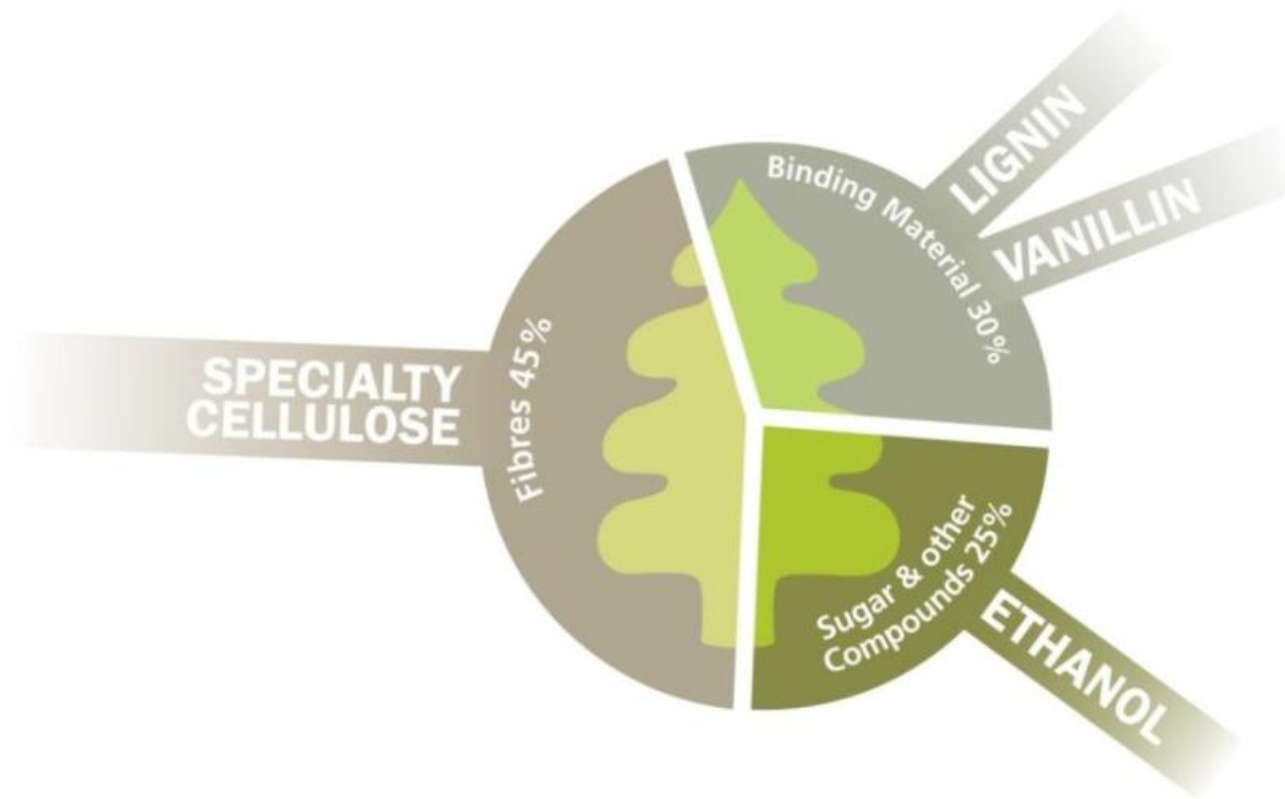 SPECIALTY
CELLULOSE
Fibres 45%
Binding Material 30%
LIGNIN
VANILLIN
Sugar & other
Compounds 25%
ETHANOL